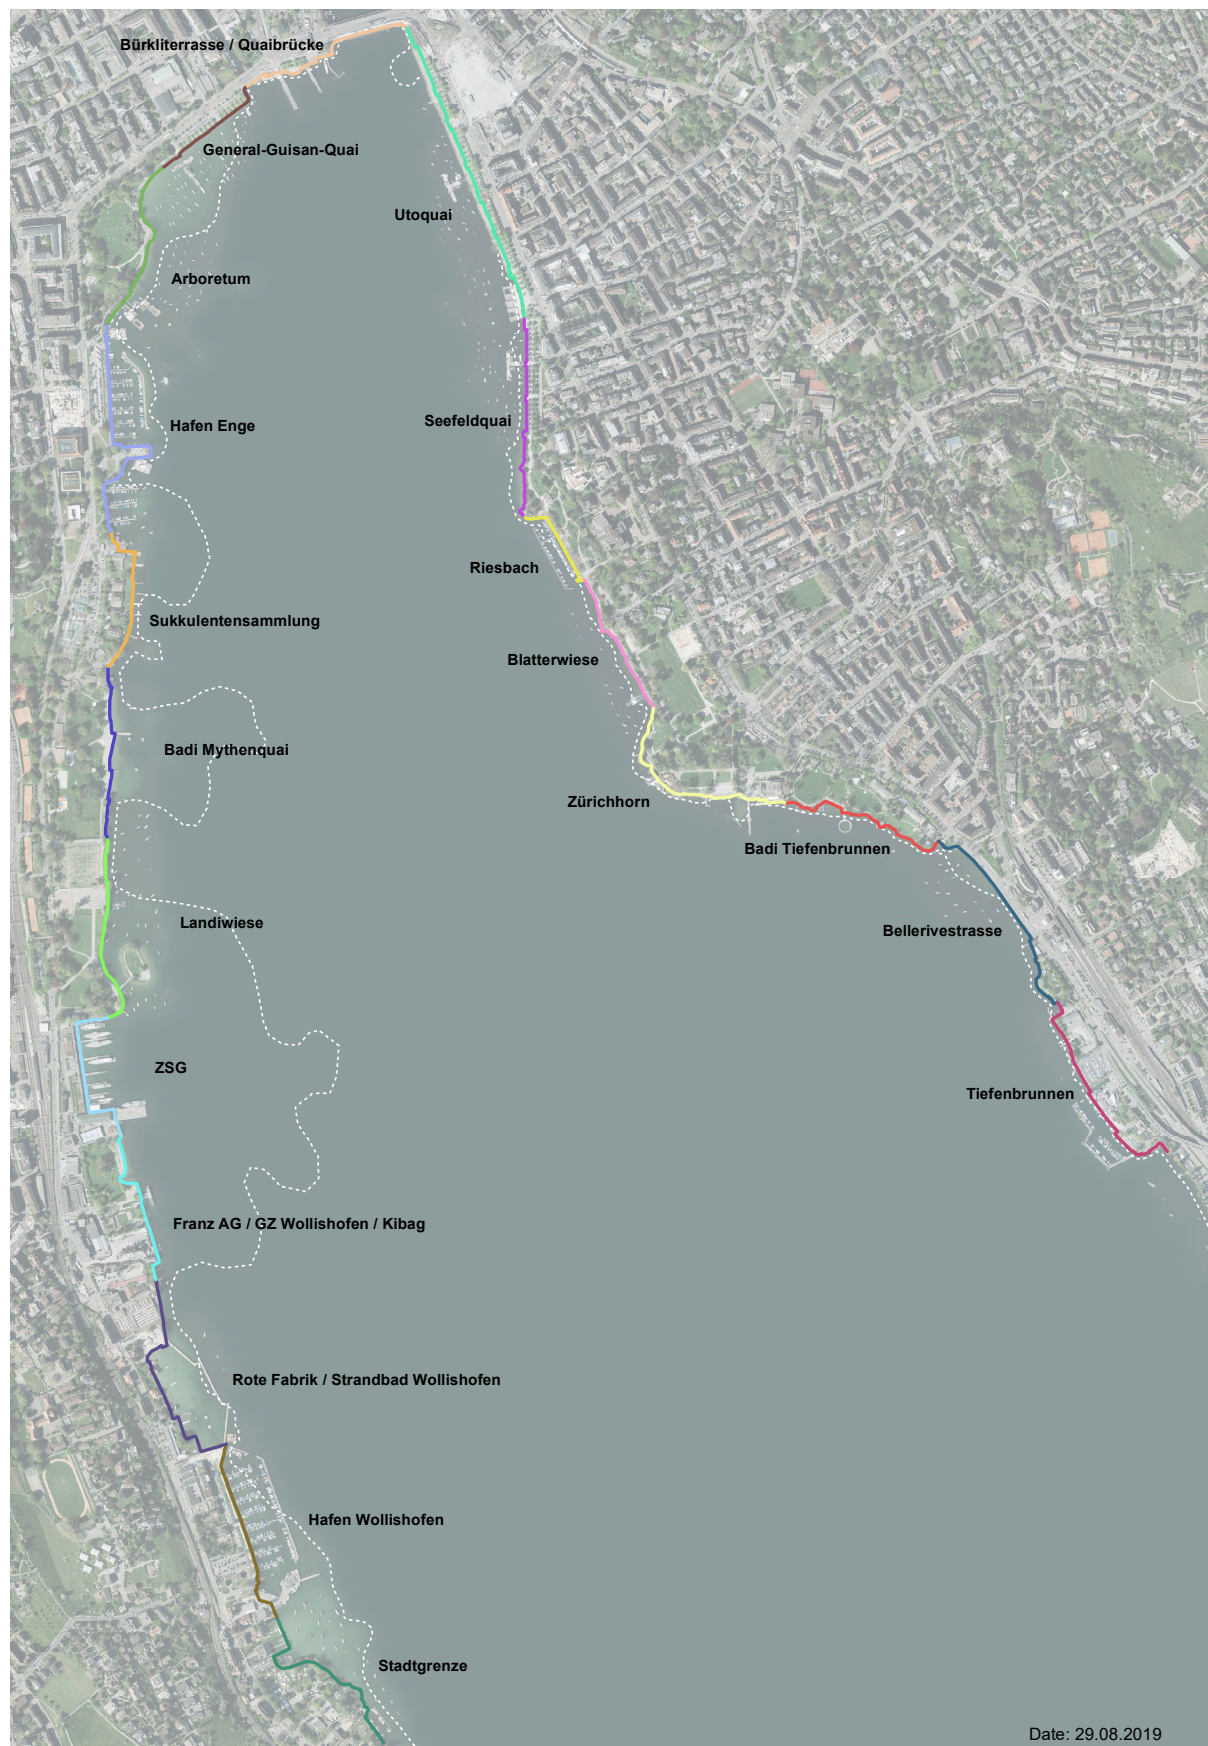 Bürkliterrasse / Quaibrücke
General-Guisan-Quai
Utoquai
Arboretum
Seefeldquai
Hafen Enge
Riesbach
Sukkulentensammlung
Blatterwiese
Badi Mythenquai
Zürichhorn
Badi Tiefenbrunnen
Landiwiese
Bellerivestrasse
ZSG
Tiefenbrunnen
Franz AG / GZ Wollishofen / Kibag
Rote Fabrik / Strandbad Wollishofen
Hafen Wollishofen
Stadtgrenze
Date: 29.08.2019